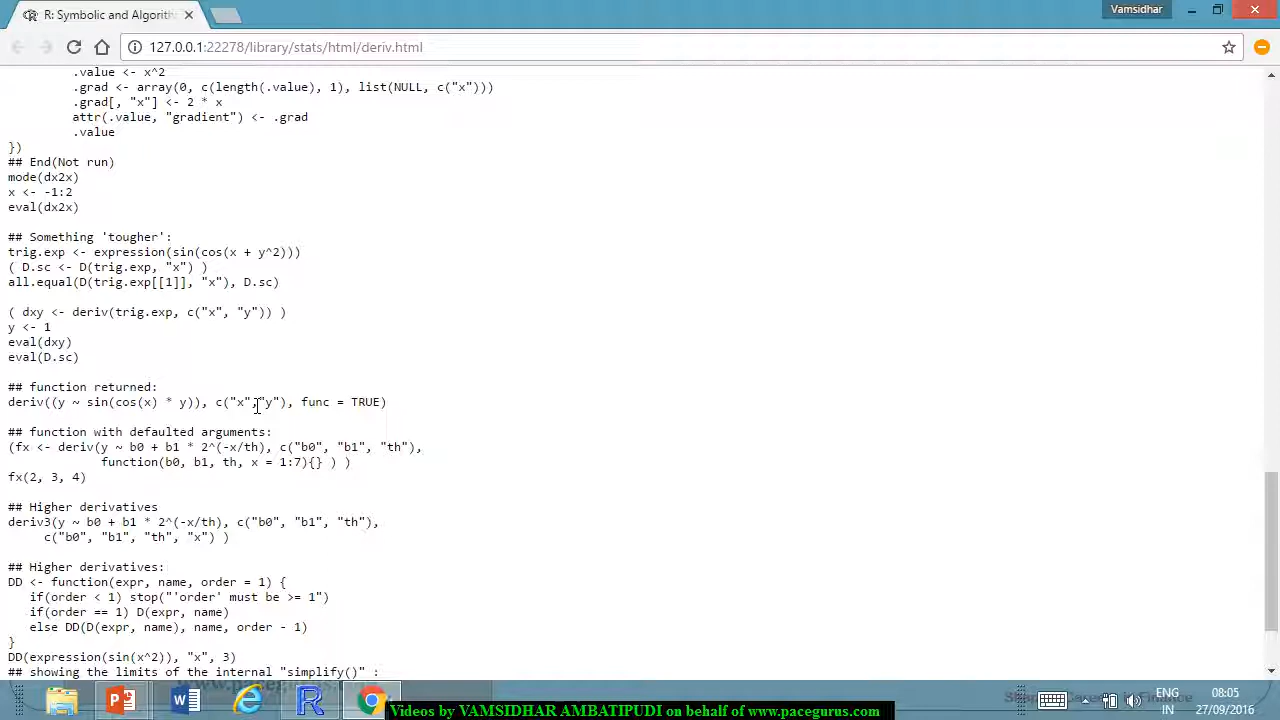 R: Symbolic and Algorith
Vamsidhar
127.0.0.1:22278/library/stats/html/deriv.html
.value <- x^2
.grad <- array(0, c(length(.value), 1), list(NULL, c("x")))
.grad[, "x"] <- 2 * x
attr(.value, "gradient") <- .grad
.value
})
## End(Not run)
mode(dx2x)
x <- -1:2
eval(dx2x)
## Something 'tougher':
trig.exp <- expression(sin(cos(x + y^2)))
( D.sc <- D(trig.exp, "x") )
all.equal(D(trig.exp[[1]], "x"), D.sc)
( dxy <- deriv(trig.exp, c("x", "y")) )
y <- 1
eval(dxy)
eval(D.sc)
## function returned:
deriv((y ~ sin(cos(x) * y)), c("x","y"), func = TRUE)
## function with defaulted arguments:
(fx <- deriv(y ~ b0 + b1 * 2^(-x/th), c("b0", "b1", "th"),
function(b0, b1, th, x = 1:7){} ) )
fx(2, 3, 4)
## Higher derivatives
deriv3(y ~ b0 + b1 * 2^(-x/th), c("b0", "b1", "th"),
c("b0", "b1", "th", "x") )
## Higher derivatives:
DD <- function(expr, name, order = 1) {
if(order < 1) stop("'order' must be >= 1")
if(order == 1) D(expr, name)
else DD(D(expr, name), name, order - 1)
}
DD(expression(sin(x^2)), "x", 3)
## showing the limits of the internal "simplify()" :
ENG
IN
08:05
27/09/2016
Videos by VAMSIDHAR AMBATIPUDI on behalf of www.pacegurus.com